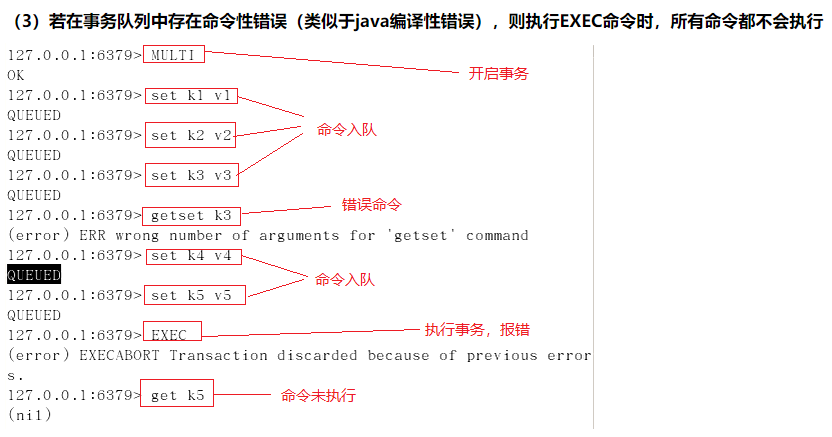 （3）若在事务队列中存在命令性错误（类似于java编译性错误），则执行EXEC命令时，所有命令都不会执行
127.0.0.1:6379> MULTI
开启事务
OK
127.0.0.1:6379> set k1 v1
QUEUED
命令入队
127.0.0.1:6379> set k2 v2
QUEUED
127.0.0.1:6379> set k3 v3
QUEUED
错误命令
127.0.0.1:6379> getset k3
(error) ERR wrong number of arguments for 'getset' command
127.0.0.1:6379> set k4 v4
QUEUED
命令入队
127.0.0.1:6379> set k5 v5
QUEUED
127.0.0.1:6379> EXEC
执行事务，报错
(error) EXECABORT Transaction discarded because of previous error
s.
127.0.0.1:6379> get k5
命令未执行
(nil)